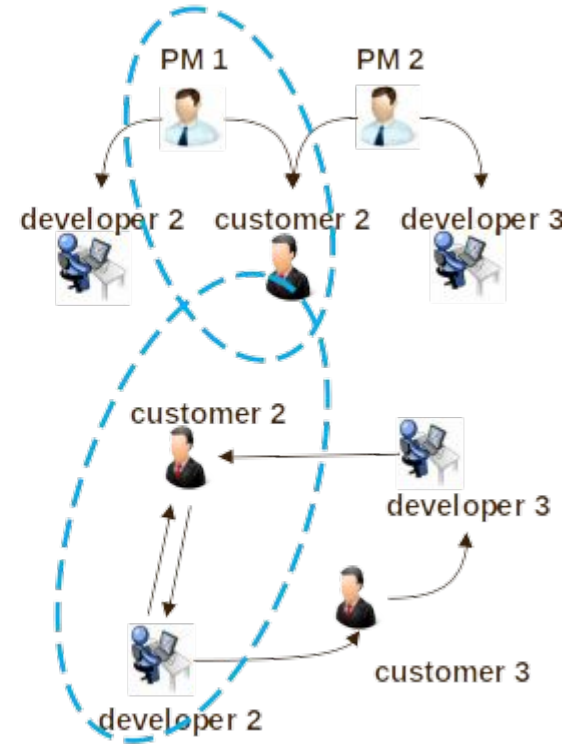 PM 1
PM 2
developer 2
customer 2
developer 3
customer 2
developer 3
customer 3
developer 2